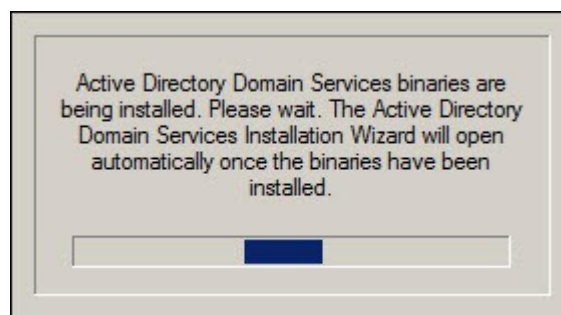 Active Directory Domain Services binaries are
being installed. Please wait. The Active Directory
Domain Services Installation Wizard will open
automatically once the binaries have been
installed.